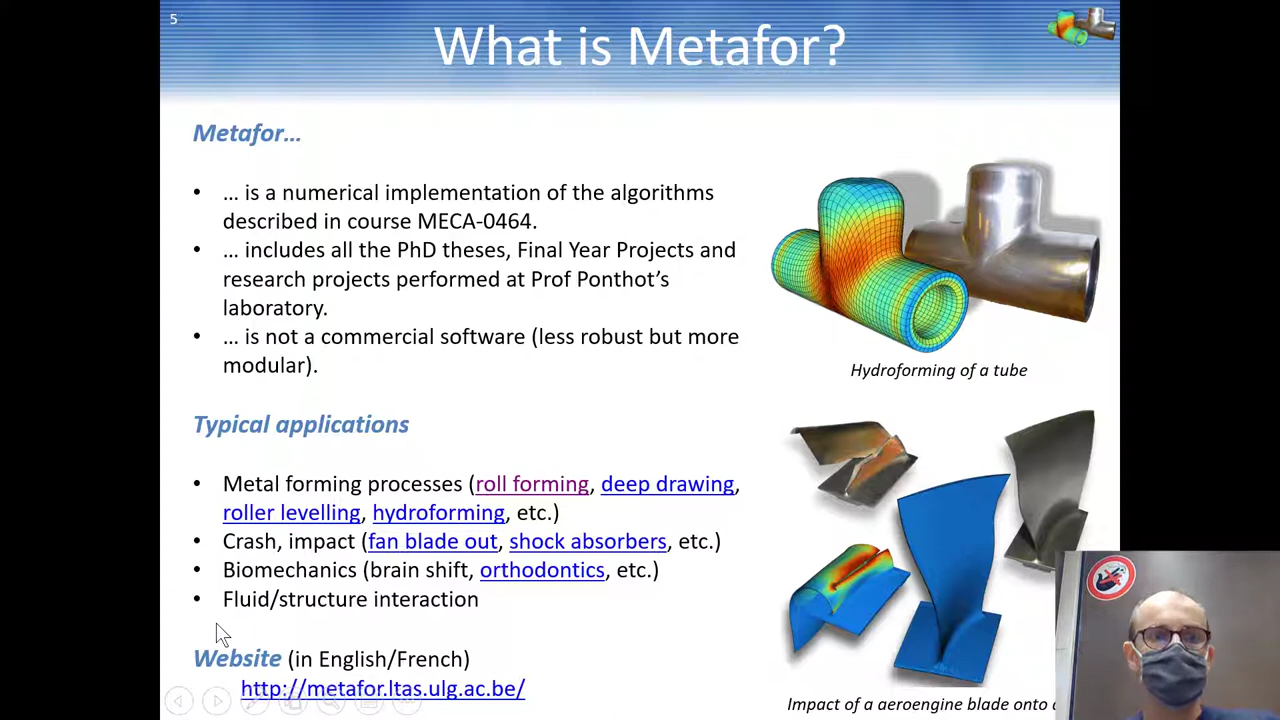 5
What is Metafor?
Metafor…
• … is a numerical implementation of the algorithms
described in course MECA-0464.
• … includes all the PhD theses, Final Year Projects and
research projects performed at Prof Ponthot’s
laboratory.
• … is not a commercial software (less robust but more
modular).
Hydroforming of a tube
Typical applications
• Metal forming processes (roll forming, deep drawing,
roller levelling, hydroforming, etc.)
• Crash, impact (fan blade out, shock absorbers, etc.)
• Biomechanics (brain shift, orthodontics, etc.)
• Fluid/structure interaction
Website (in English/French)
http://metafor.ltas.ulg.ac.be/
Impact of a aeroengine blade onto